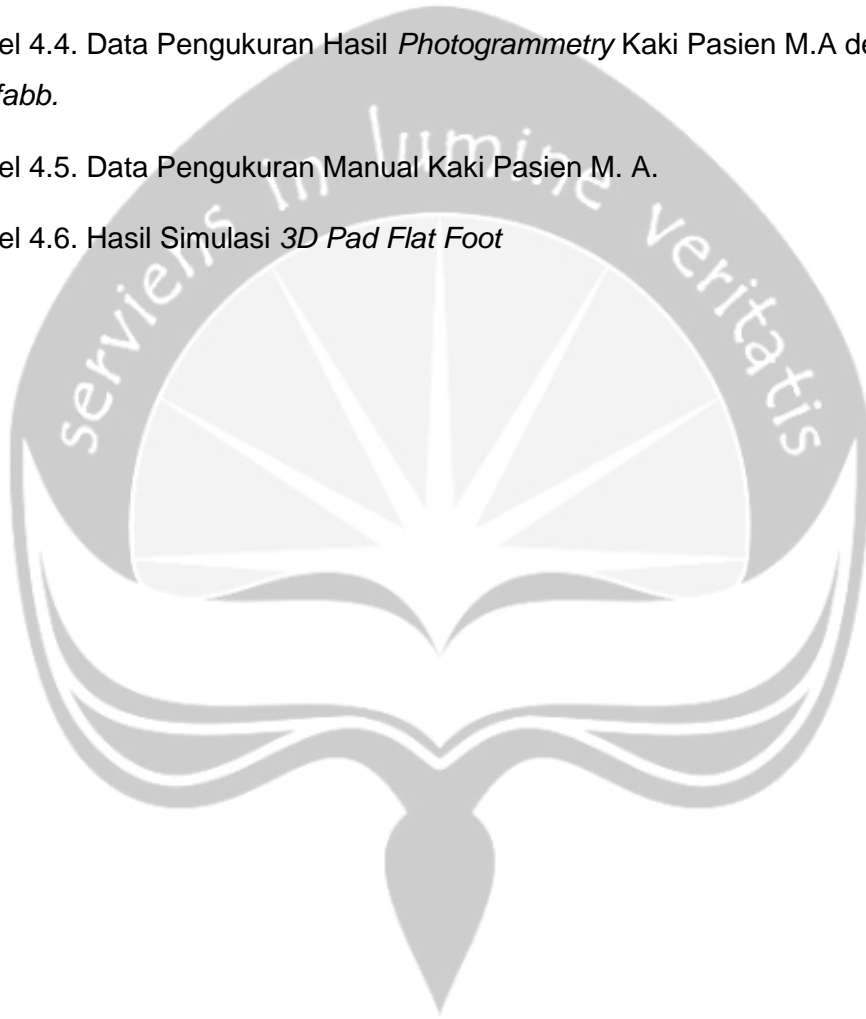 el 4.4. Data Pengukuran Hasil Photogrammetry Kaki Pasien M.A de
fabb.
el 4.5. Data Pengukuran Manual Kaki Pasien M. A.
el 4.6. Hasil Simulasi 3D Pad Flat Foot
serviens in lumine veritatis